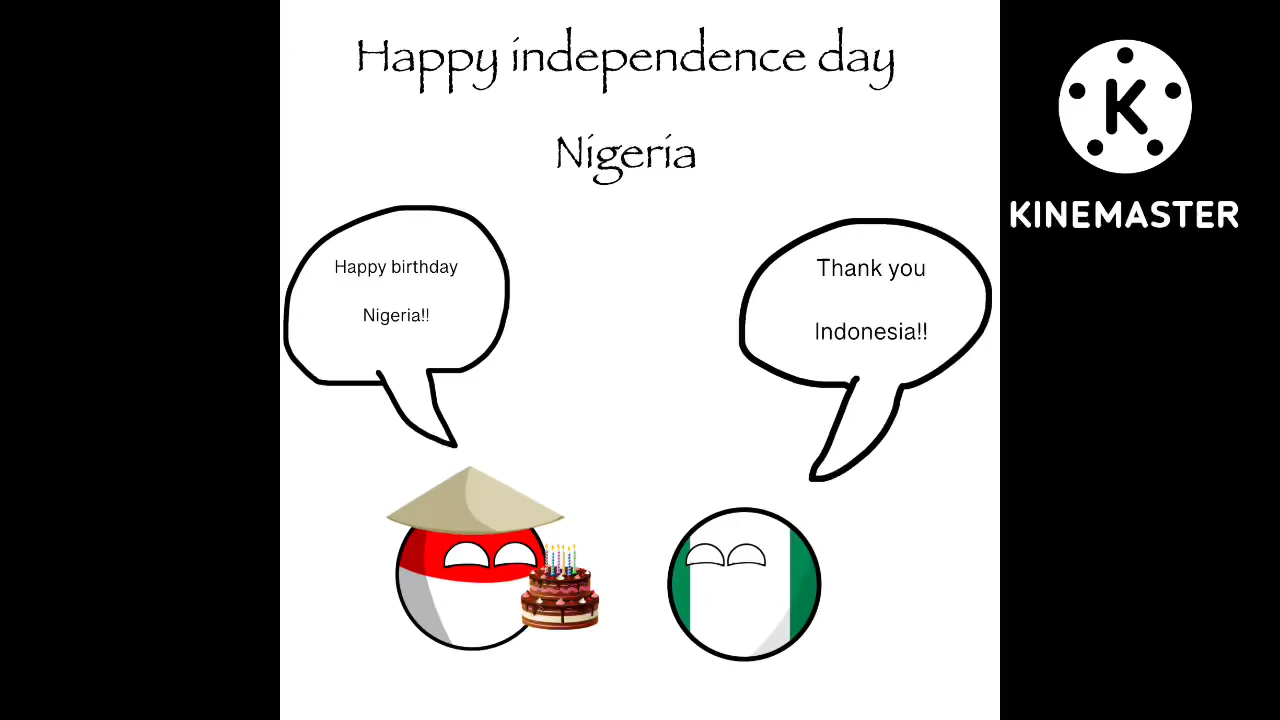 Happy independence day
Nigeria
Happy birthday
Nigeria!!
Thank you
Indonesia!!
K
KINEMASTER